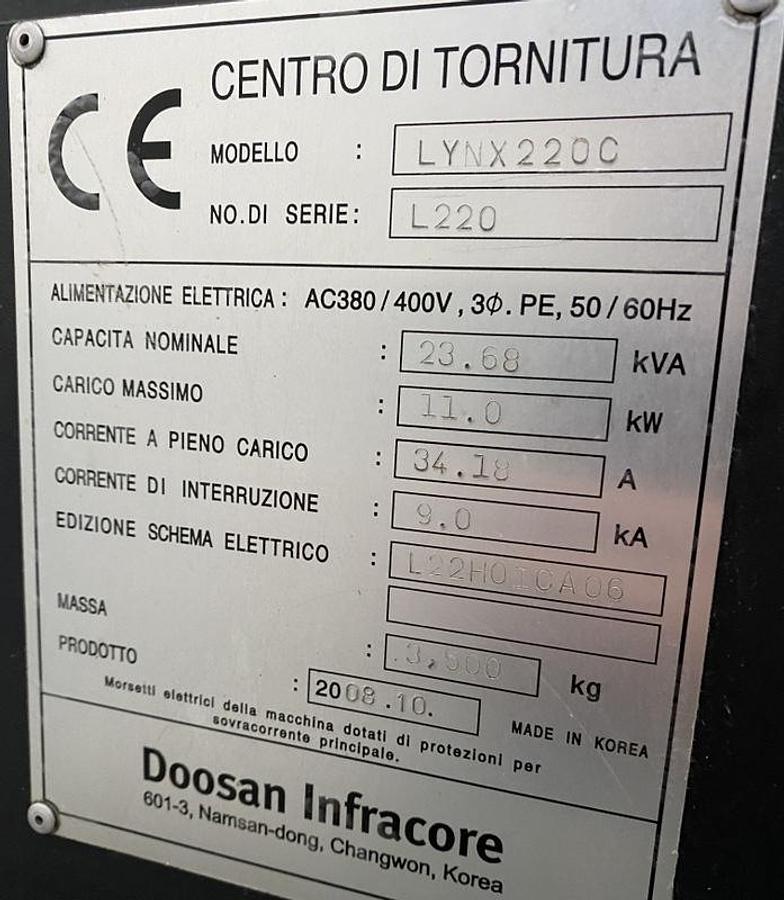 CE
CENTRO DI TORNITURA
MODELLO : LYNX220C
NO.DI SERIE: L220
ALIMENTAZIONE ELETTRICA : AC380/400V, 3Φ. PE, 50/60Hz
CAPACITA NOMINALE : 23.68 kVA
CARICO MASSIMO : 11.0 kW
CORRENTE A PIENO CARICO : 34.18 A
CORRENTE DI INTERRUZIONE : 9.0 kA
EDIZIONE SCHEMA ELETTRICO : L22H0ICA06
MASSA : 3,500 kg
PRODOTTO : 2008.10. MADE IN KOREA
Morsetti elettrici della macchina dotati di protezioni per
sovracorrente principale.
Doosan Infracore
601-3, Namsan-dong, Changwon, Korea